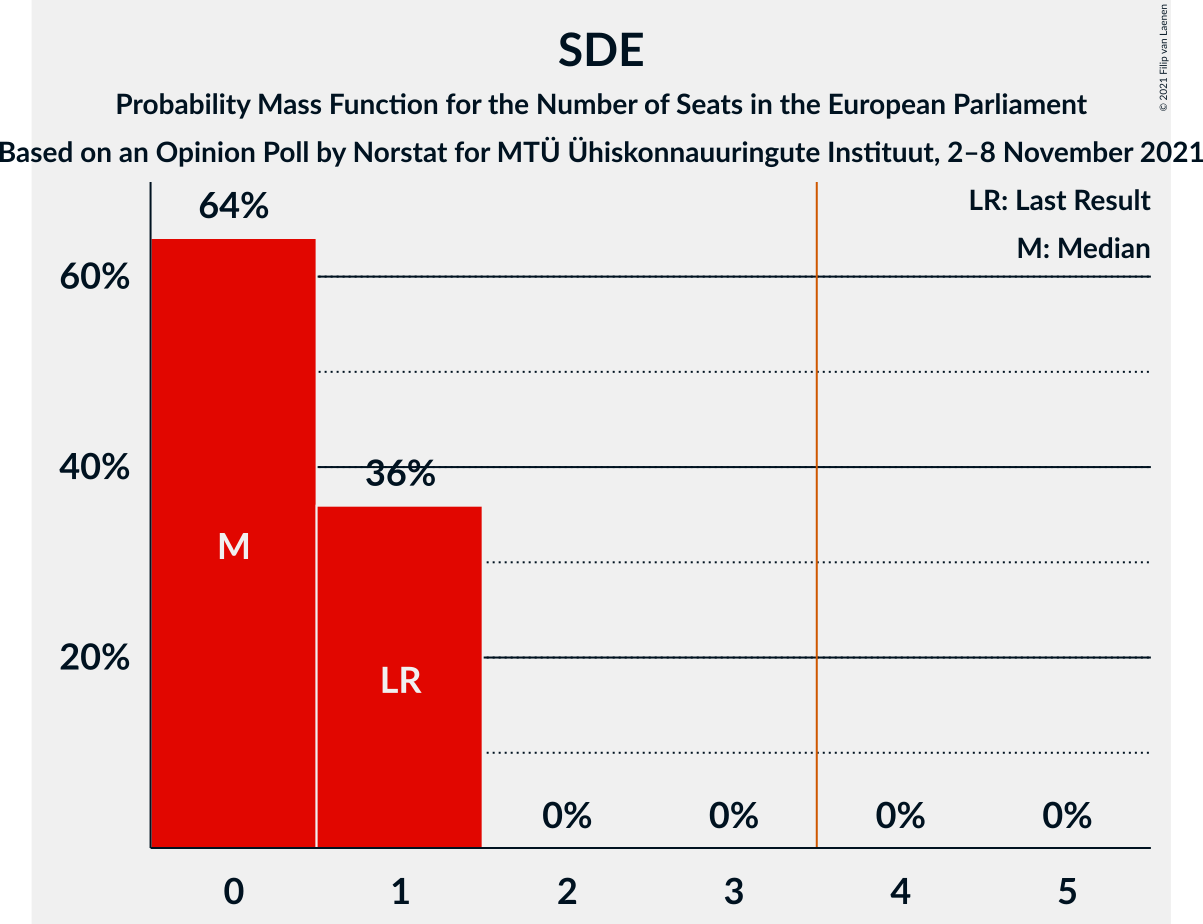 SDE
Probability Mass Function for the Number of Seats in the European Parliament
Based on an Opinion Poll by Norstat for MTÜ Ühiskonnauuringute Instituut, 2–8 November 2021
© 2021 Filip van Laenen
LR: Last Result
M: Median
64%
60%
40%
36%
M
20%
LR
0%
0%
0%
0%
0
1
2
3
4
5